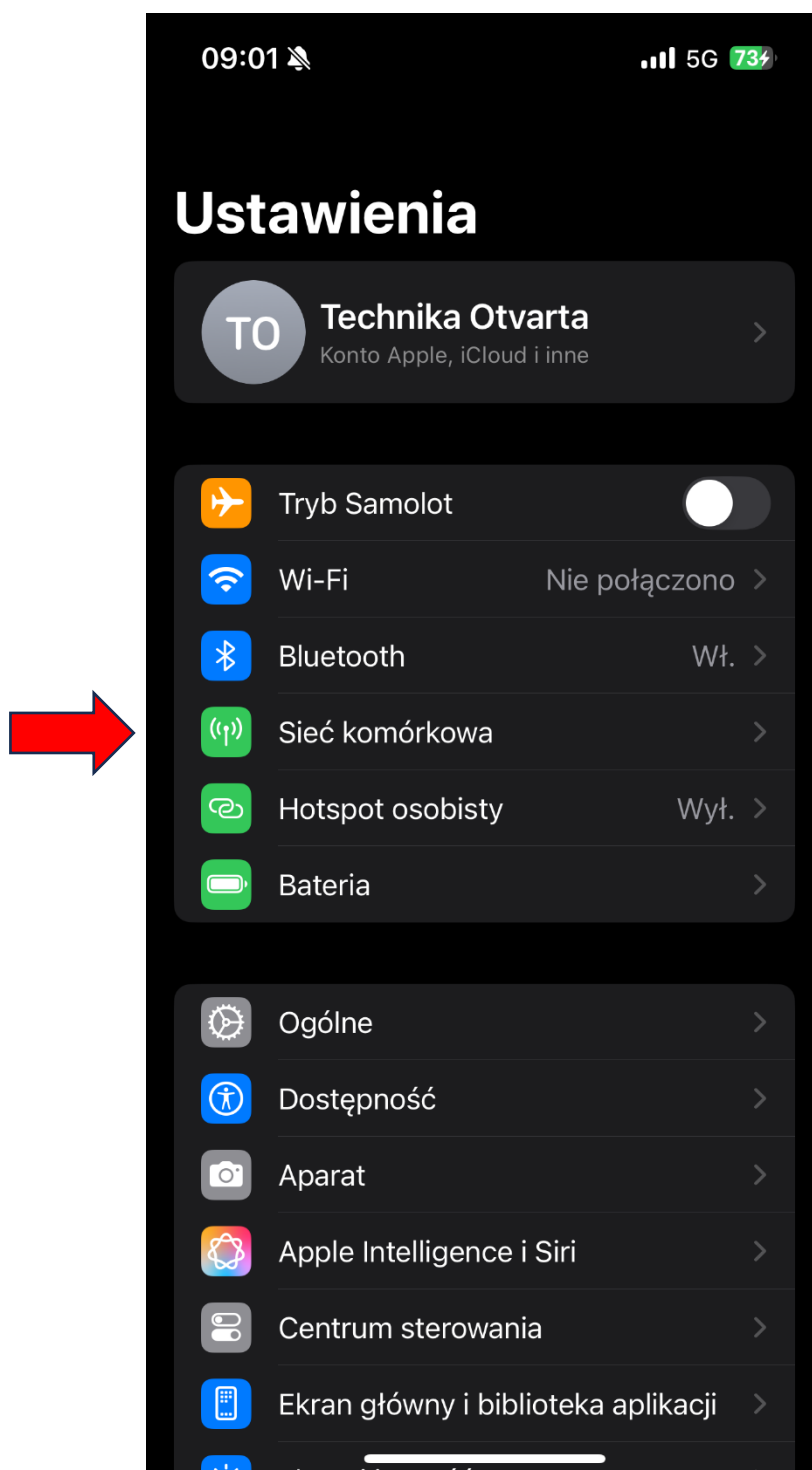 09:01
5G 73
Ustawienia
TO
Technika Otvarta
Konto Apple, iCloud i inne
Tryb Samolot
Wi-Fi Nie połączono
Bluetooth Wł.
Sieć komórkowa
Hotspot osobisty Wył.
Bateria
Ogólne
Dostępność
Aparat
Apple Intelligence i Siri
Centrum sterowania
Ekran główny i biblioteka aplikacji